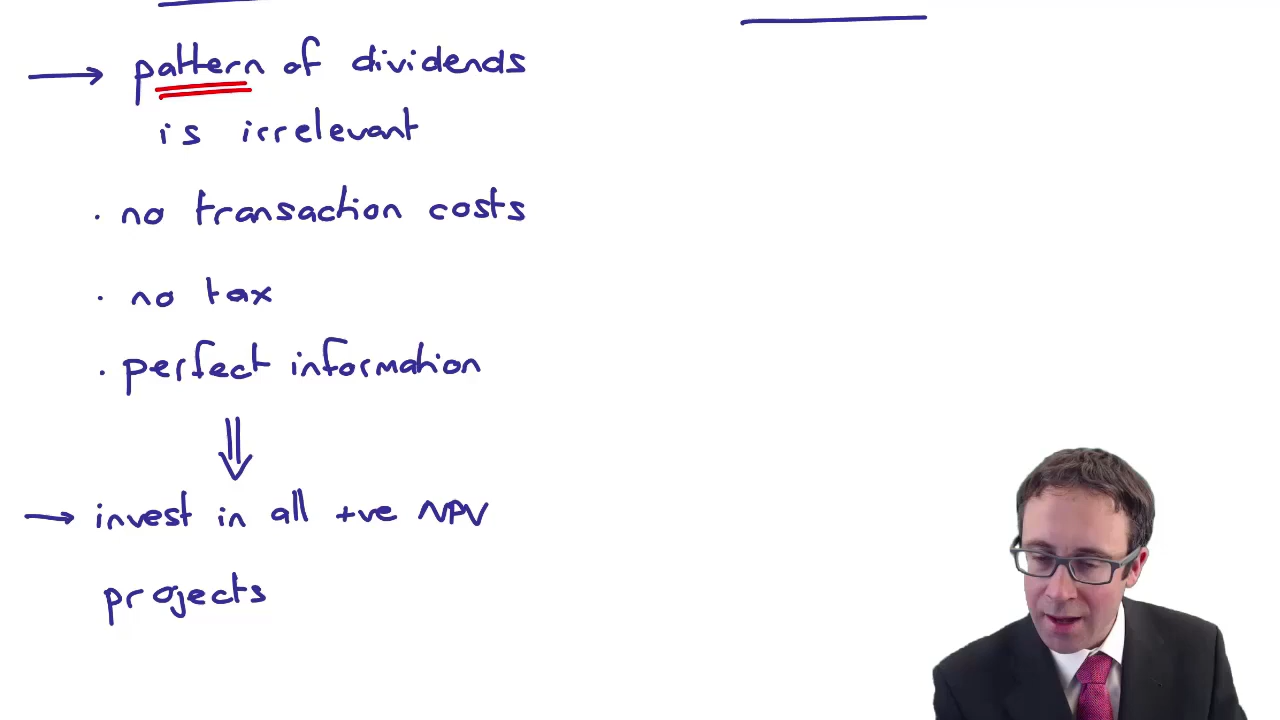 → pattern of dividends
is irrelevant
· no transaction costs
· no tax
· perfect information
⇓
→ invest in all +ve NPV
projects